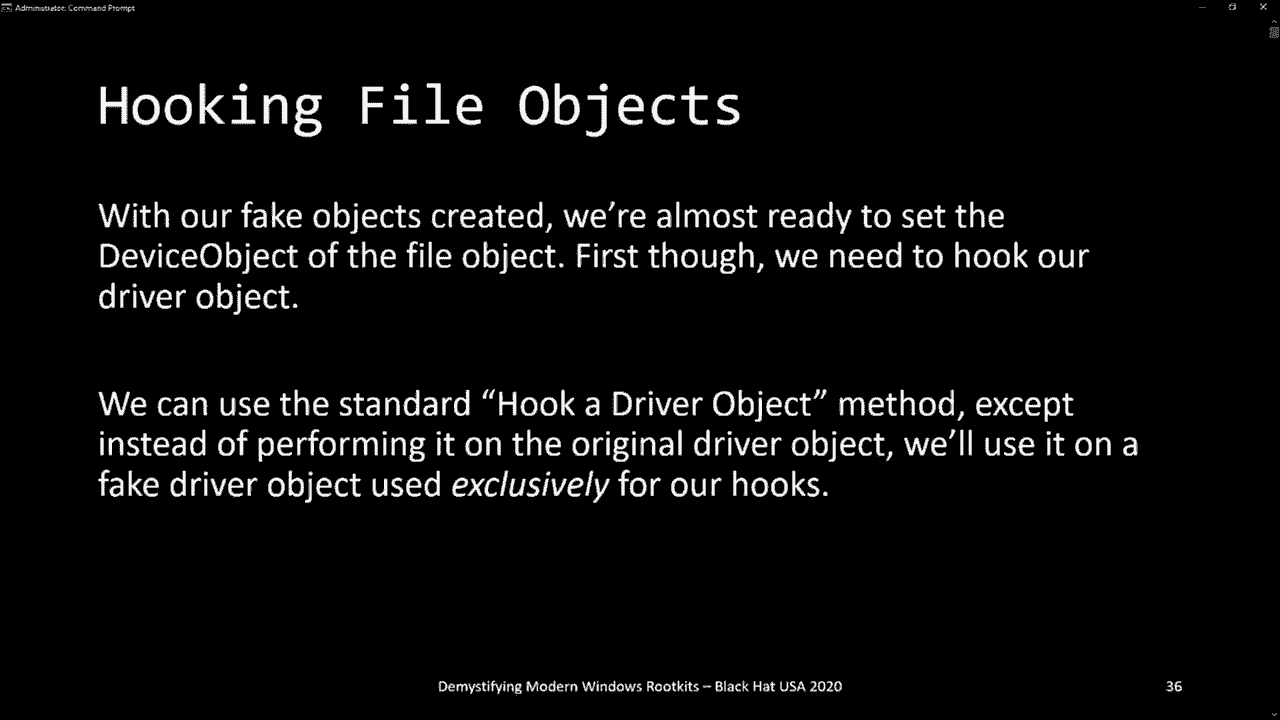 Administrator: Command Prompt
Hooking File Objects
With our fake objects created, we're almost ready to set the
DeviceObject of the file object. First though, we need to hook our
driver object.
We can use the standard “Hook a Driver Object” method, except
instead of performing it on the original driver object, we'll use it on a
fake driver object used exclusively for our hooks.
Demystifying Modern Windows Rootkits – Black Hat USA 2020
36